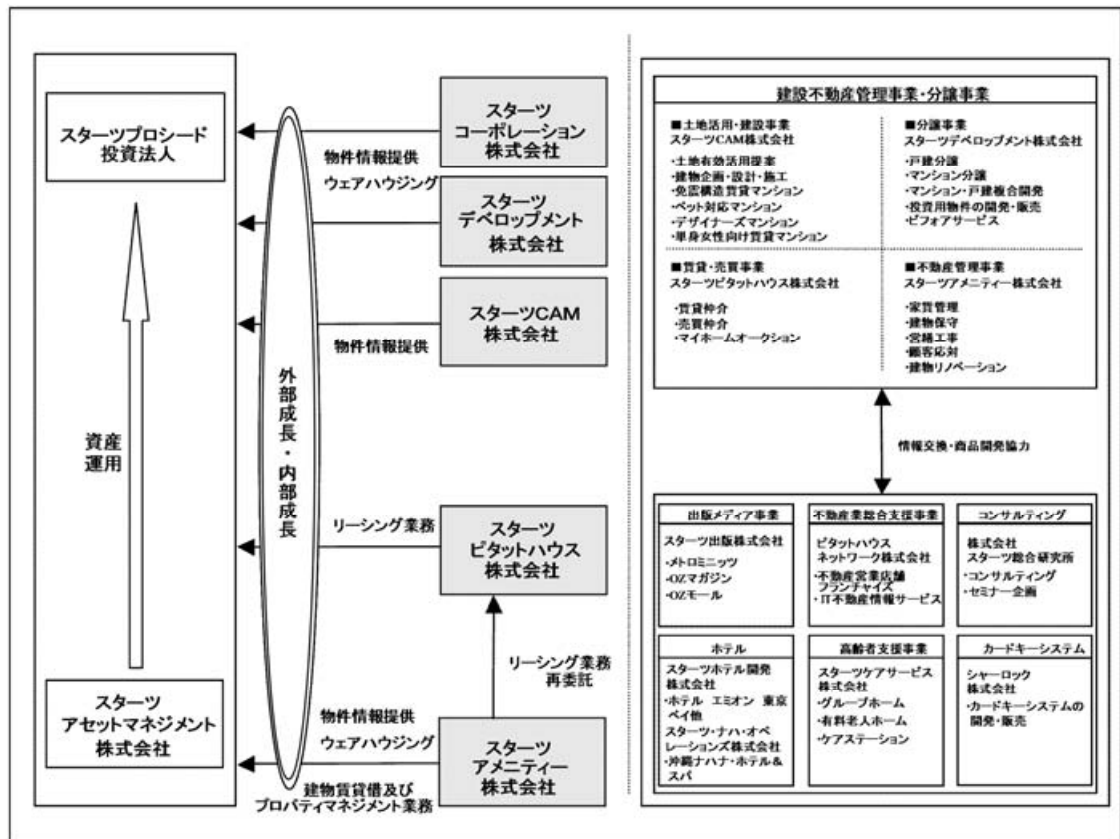 スターツプロシード
投資法人
資産
運用
スターツ
アセットマネジメント
株式会社
外部成長・内部成長
スターツ
コーポレーション
株式会社
物件情報提供
ウェアハウジング
スターツ
デベロップメント
株式会社
スターツCAM
株式会社
物件情報提供
リーシング業務
スターツ
ピタットハウス
株式会社
リーシング業務
再委託
物件情報提供
ウェアハウジング
スターツ
アメニティー
株式会社
建物賃貸借及び
プロパティマネジメント業務
建設不動産管理事業・分譲事業
■土地活用・建設事業
スターツCAM株式会社
・土地有効活用提案
・建物企画・設計・施工
・免震構造賃貸マンション
・ペット対応マンション
・デザイナーズマンション
・単身女性向け賃貸マンション
■分譲事業
スターツデベロップメント株式会社
・戸建分譲
・マンション分譲
・マンション・戸建複合開発
・投資用物件の開発・販売
・ビフォアサービス
■賃貸・売買事業
スターツピタットハウス株式会社
・賃貸仲介
・売買仲介
・マイホームオークション
■不動産管理事業
スターツアメニティー株式会社
・家賃管理
・建物保守
・営繕工事
・顧客応対
・建物リノベーション
情報交換・商品開発協力
出版メディア事業
スターツ出版株式会社
・メトロミニッツ
・OZマガジン
・OZモール
不動産業総合支援事業
ピタットハウス
ネットワーク株式会社
・不動産営業店舗
フランチャイズ
・IT不動産情報サービス
コンサルティング
株式会社
スターツ総合研究所
・コンサルティング
・セミナー企画
ホテル
スターツホテル開発
株式会社
・ホテル エミオン 東京
ベイ他
スターツ・ナハ・オペ
レーションズ株式会社
・沖縄ナハナ・ホテル＆
スパ
高齢者支援事業
スターツケアサービス
株式会社
・グループホーム
・有料老人ホーム
・ケアステーション
カードキーシステム
シャーロック
株式会社
・カードキーシステムの
開発・販売